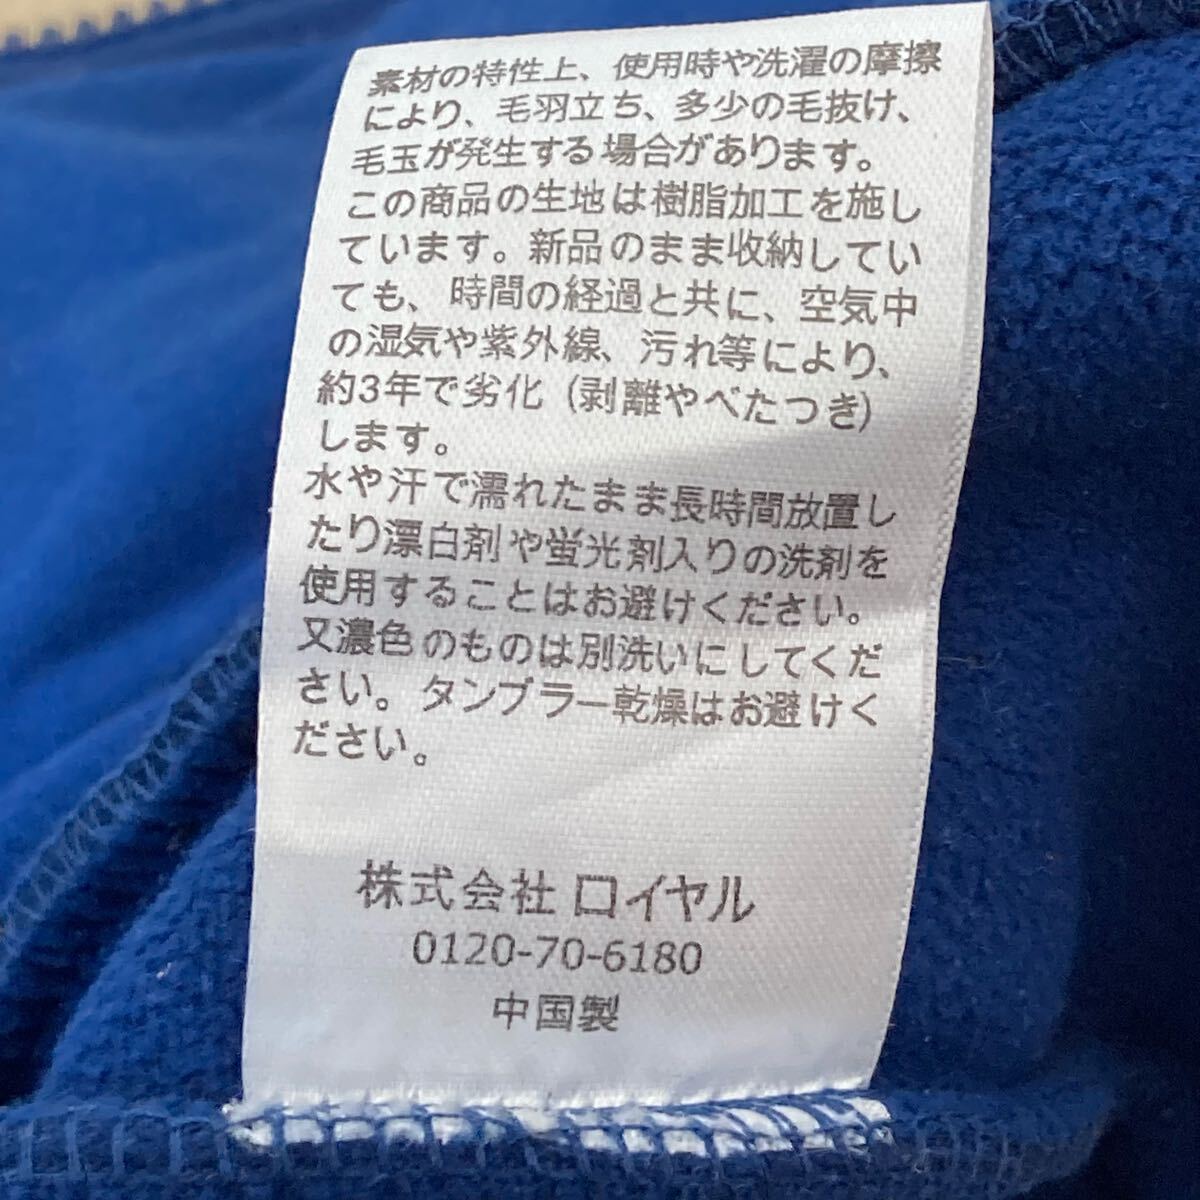 素材の特性上、使用時や洗濯の摩擦
により、毛羽立ち、多少の毛抜け、
毛玉が発生する場合があります。
この商品の生地は樹脂加工を施し
ています。新品のまま収納してい
ても、時間の経過と共に、空気中
の湿気や紫外線、汚れ等により、
約3年で劣化（剥離やべたつき）
します。
水や汗で濡れたまま長時間放置し
たり漂白剤や蛍光剤入りの洗剤を
使用することはお避けください。
又濃色のものは別洗いにしてくだ
さい。タンブラー乾燥はお避けく
ださい。
株式会社 ロイヤル
0120-70-6180
中国製